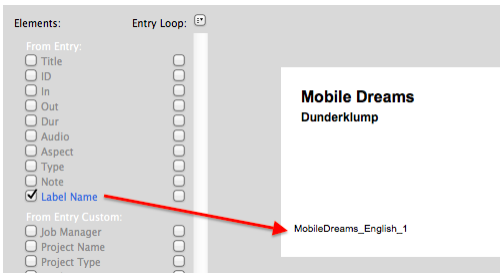 Elements: Entry Loop:
From Entry:
Title
ID
In
Out
Dur
Audio
Aspect
Type
Note
Label Name
From Entry Custom:
Job Manager
Project Name
Project Type
Mobile Dreams
Dunderklump
MobileDreams_English_1